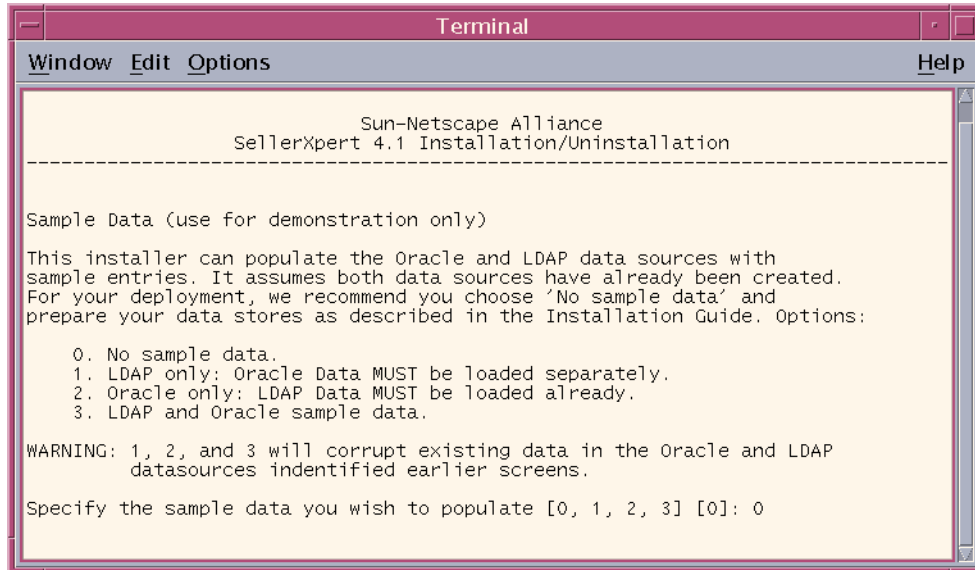 Terminal
Window Edit Options Help
Sun-Netscape Alliance
SellerXpert 4.1 Installation/Uninstallation
--------------------------------------------------------------------------------
Sample Data (use for demonstration only)
This installer can populate the Oracle and LDAP data sources with
sample entries. It assumes both data sources have already been created.
For your deployment, we recommend you choose 'No sample data' and
prepare your data stores as described in the Installation Guide. Options:
0. No sample data.
1. LDAP only: Oracle Data MUST be loaded separately.
2. Oracle only: LDAP Data MUST be loaded already.
3. LDAP and Oracle sample data.
WARNING: 1, 2, and 3 will corrupt existing data in the Oracle and LDAP
datasources indentified earlier screens.
Specify the sample data you wish to populate [0, 1, 2, 3] [0]: 0